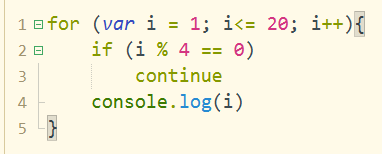 1 for (var i = 1; i<= 20; i++){
2     if (i % 4 == 0)
3         continue
4     console.log(i)
5 }